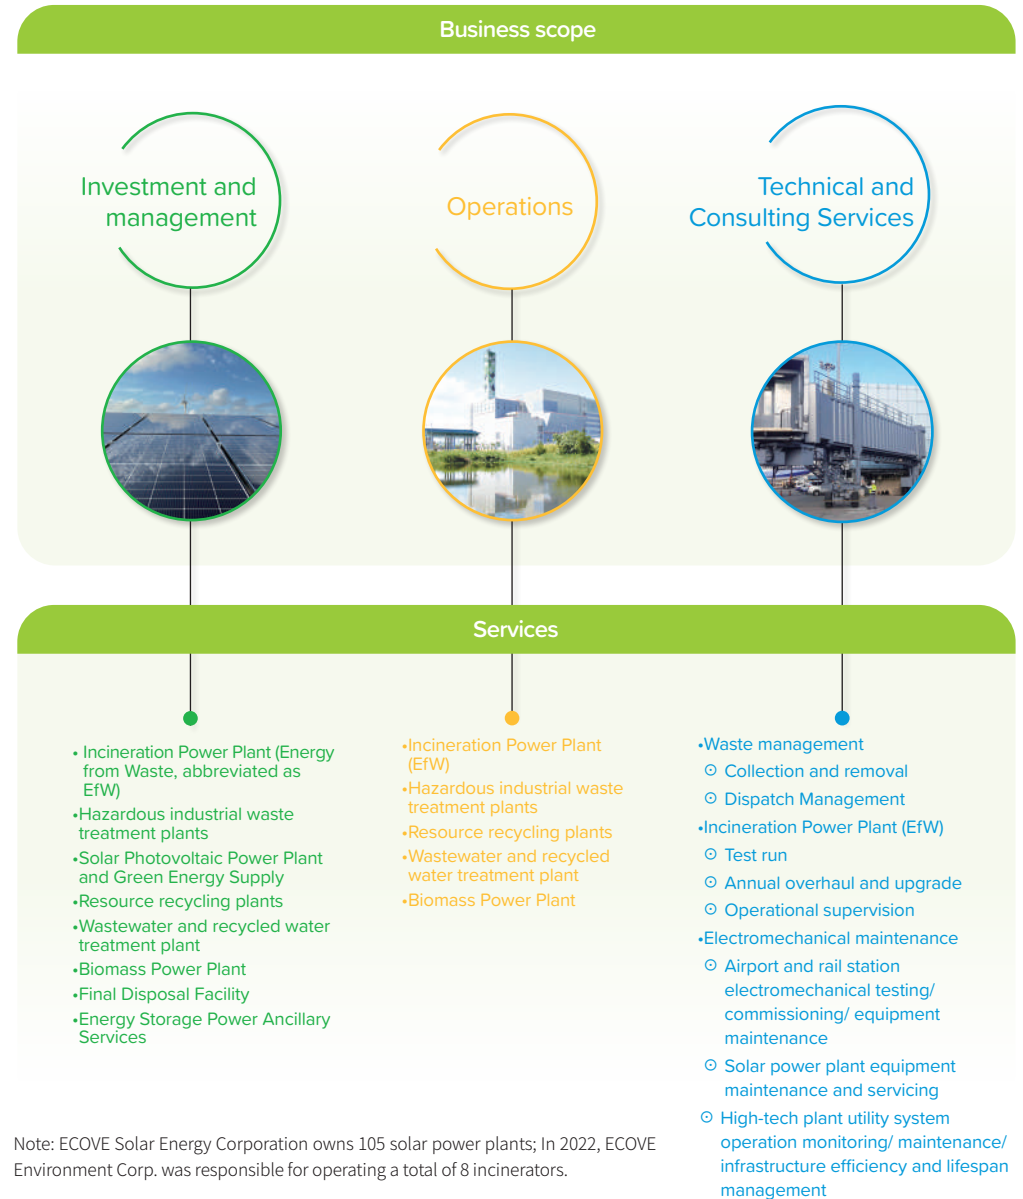 Business scope
Investment and
management
Operations
Technical and
Consulting Services
Services
• Incineration Power Plant (Energy
from Waste, abbreviated as
EfW)
•Hazardous industrial waste
treatment plants
•Solar Photovoltaic Power Plant
and Green Energy Supply
•Resource recycling plants
•Wastewater and recycled water
treatment plant
•Biomass Power Plant
•Final Disposal Facility
•Energy Storage Power Ancillary
Services
•Incineration Power Plant
(EfW)
•Hazardous industrial waste
treatment plants
•Resource recycling plants
•Wastewater and recycled
water treatment plant
•Biomass Power Plant
•Waste management
⊙ Collection and removal
⊙ Dispatch Management
•Incineration Power Plant (EfW)
⊙ Test run
⊙ Annual overhaul and upgrade
⊙ Operational supervision
•Electromechanical maintenance
⊙ Airport and rail station
electromechanical testing/
commissioning/ equipment
maintenance
⊙ Solar power plant equipment
maintenance and servicing
⊙ High-tech plant utility system
operation monitoring/ maintenance/
infrastructure efficiency and lifespan
management
Note: ECOVE Solar Energy Corporation owns 105 solar power plants; In 2022, ECOVE
Environment Corp. was responsible for operating a total of 8 incinerators.